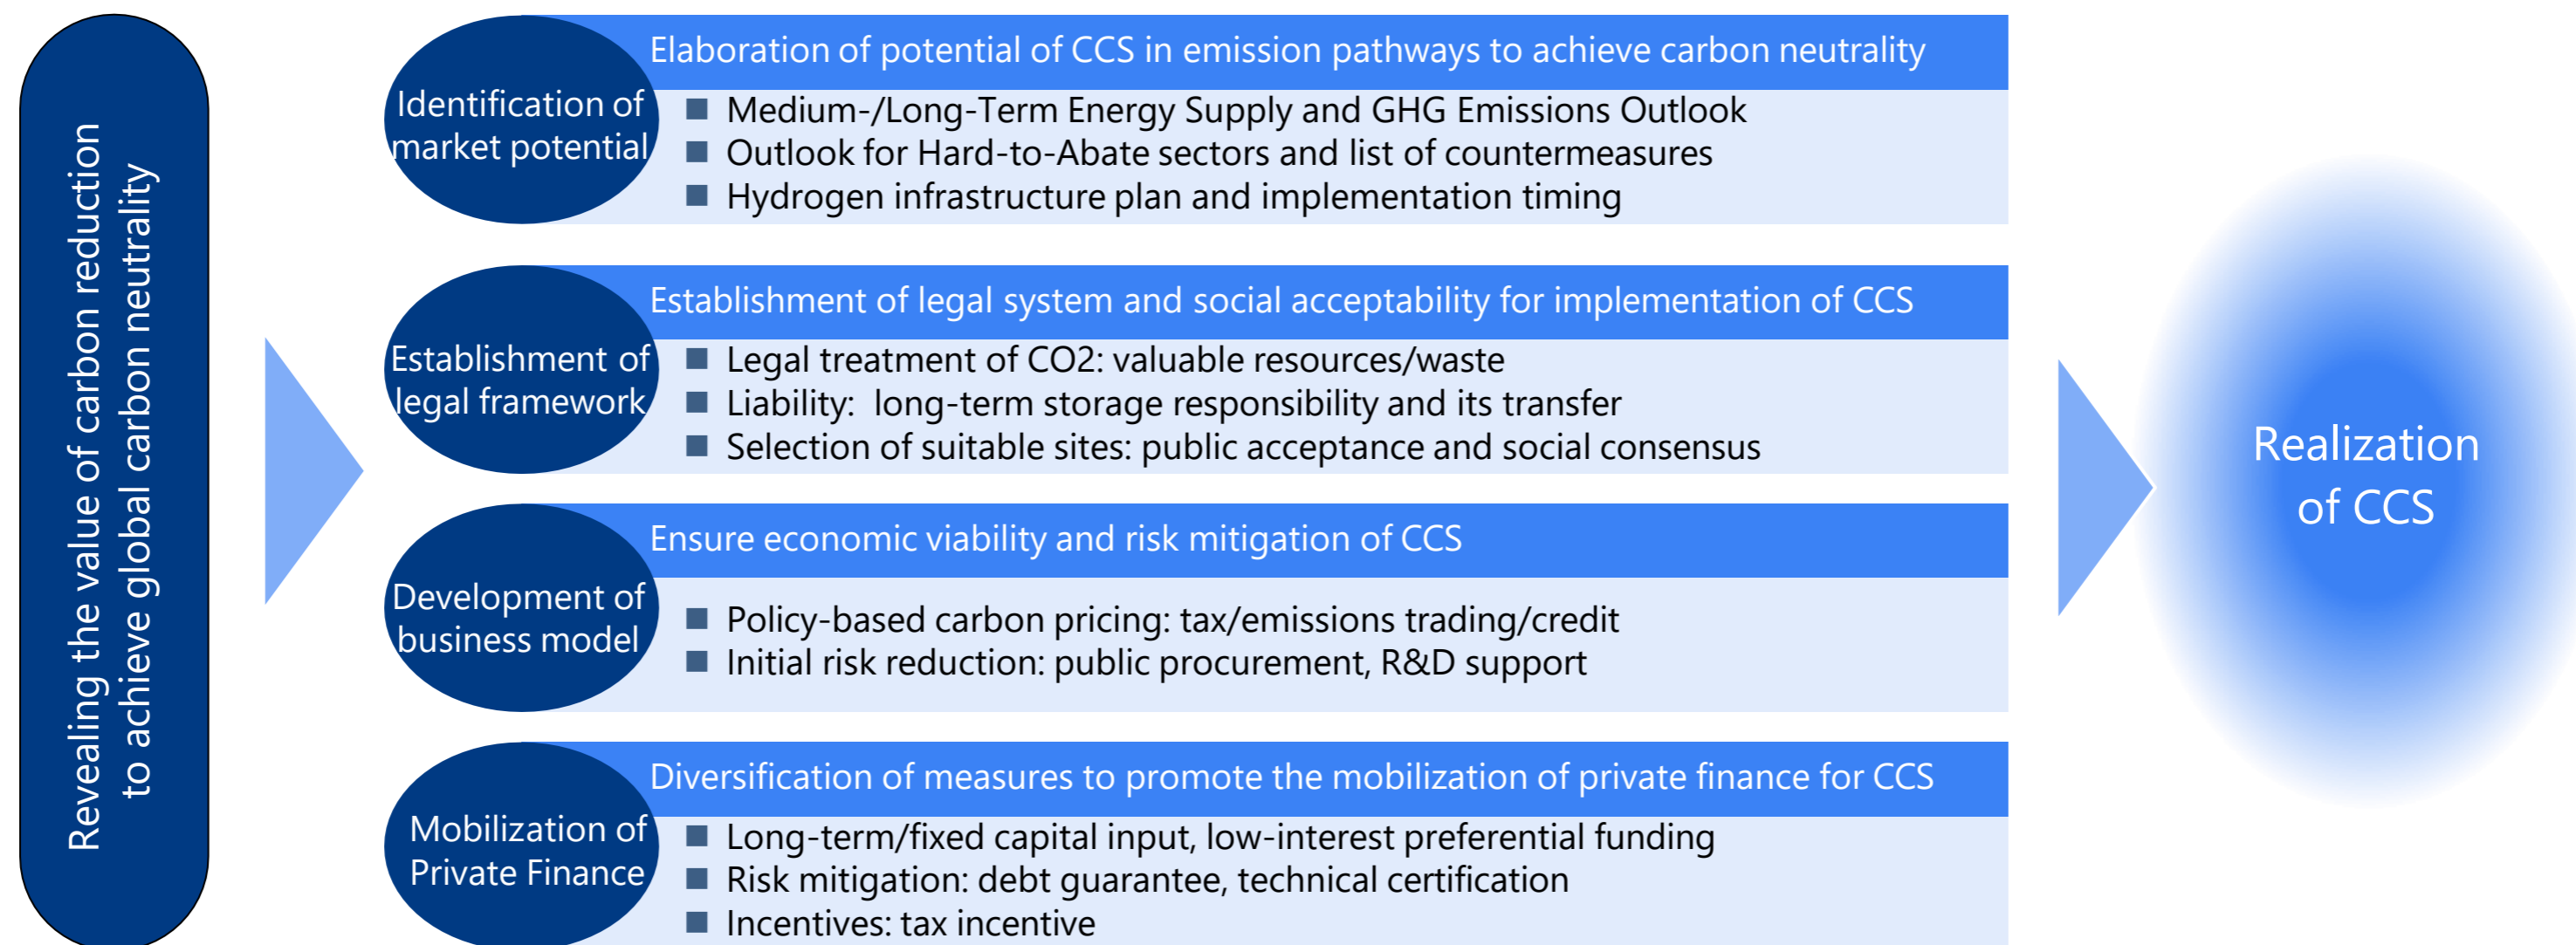 Revealing the value of carbon reduction
to achieve global carbon neutrality
Identification of
market potential
Elaboration of potential of CCS in emission pathways to achieve carbon neutrality
■ Medium-/Long-Term Energy Supply and GHG Emissions Outlook
■ Outlook for Hard-to-Abate sectors and list of countermeasures
■ Hydrogen infrastructure plan and implementation timing
Establishment of
legal framework
Establishment of legal system and social acceptability for implementation of CCS
■ Legal treatment of CO2: valuable resources/waste
■ Liability:  long-term storage responsibility and its transfer
■ Selection of suitable sites: public acceptance and social consensus
Development of
business model
Ensure economic viability and risk mitigation of CCS
■ Policy-based carbon pricing: tax/emissions trading/credit
■ Initial risk reduction: public procurement, R&D support
Mobilization of
Private Finance
Diversification of measures to promote the mobilization of private finance for CCS
■ Long-term/fixed capital input, low-interest preferential funding
■ Risk mitigation: debt guarantee, technical certification
■ Incentives: tax incentive
Realization
of CCS